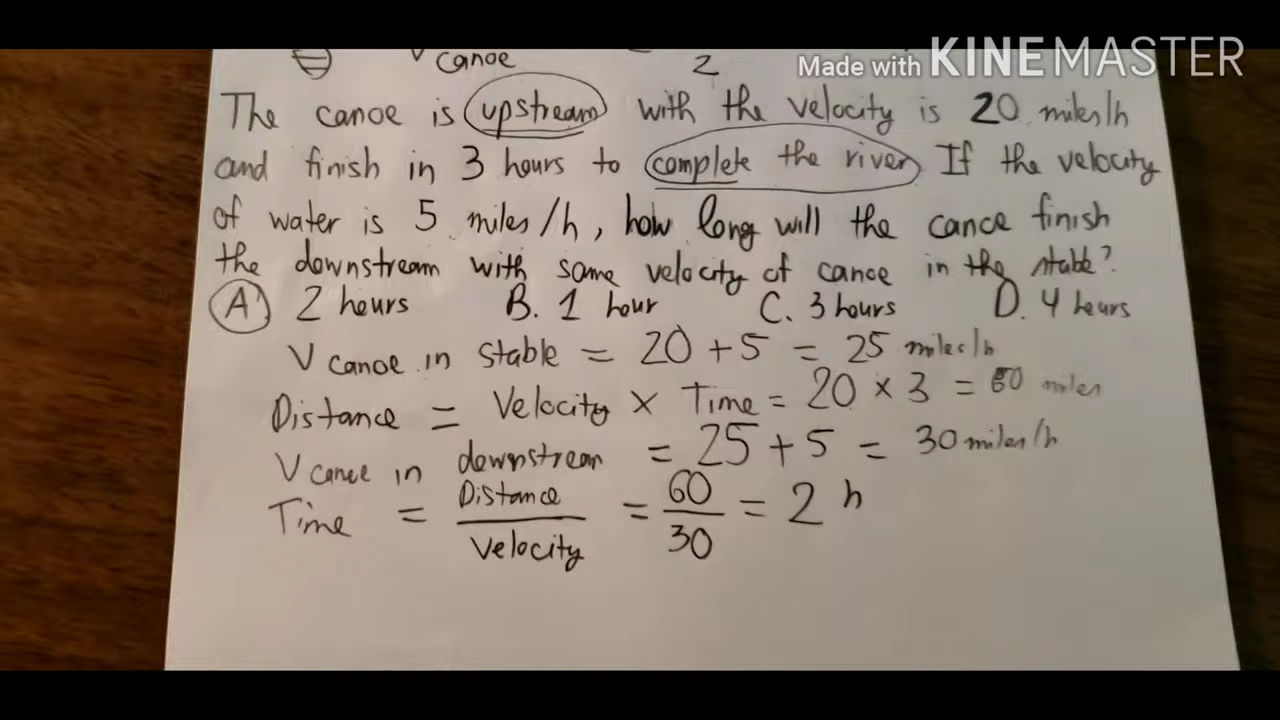 Made with KINEMASTER
V canoe 2
The canoe is upstream with the velocity is 20 miles/h
and finish in 3 hours to complete the river If the velocity
of water is 5 miles/h, how long will the canoe finish
the downstream with same velocity of canoe in the stable?
A. 2 hours B. 1 hour C. 3 hours D. 4 hours
V canoe in stable = 20 + 5 = 25 miles/h
Distance = Velocity × Time = 20 × 3 = 60 miles
V canoe in downstream = 25 + 5 = 30 miles/h
Time = Distance / Velocity = 60 / 30 = 2 h